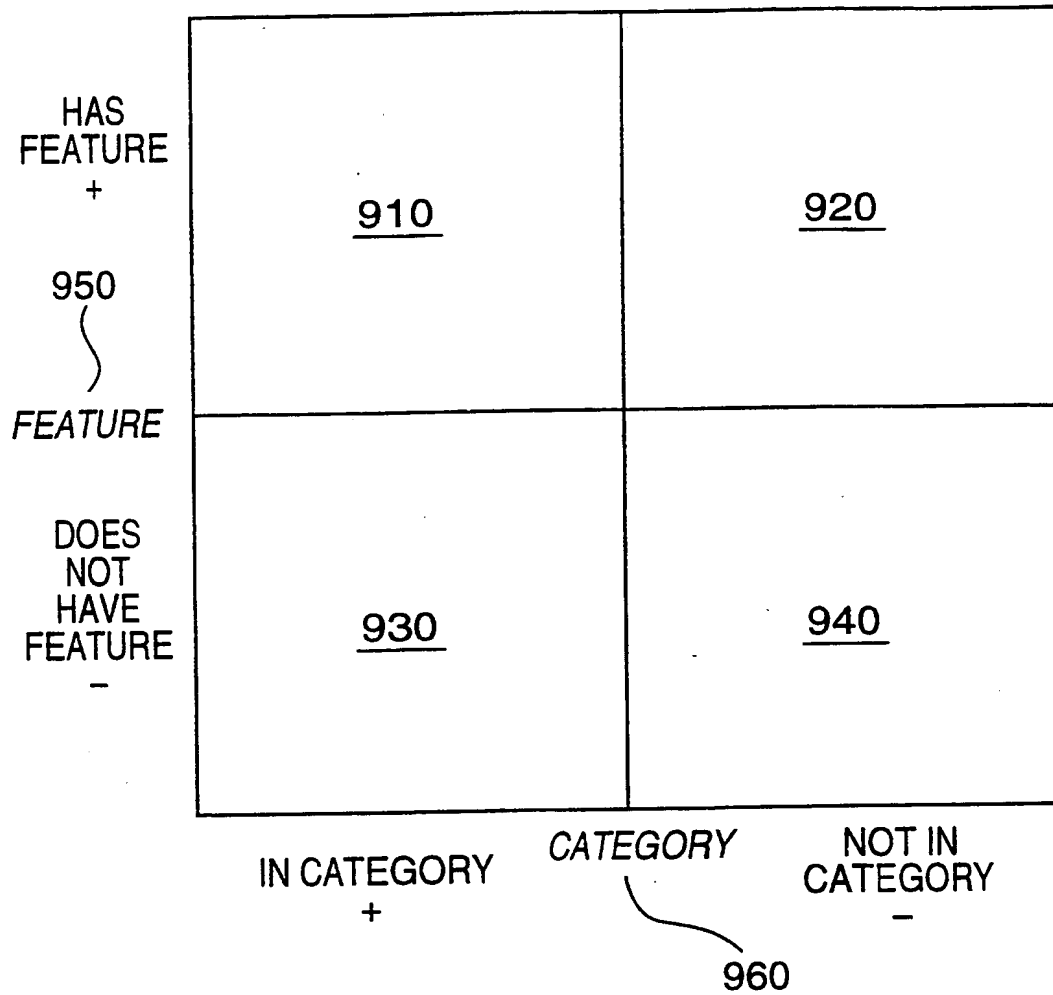 HAS
FEATURE
+
910
920
950
FEATURE
DOES
NOT
HAVE
FEATURE
–
930
940
IN CATEGORY
+
CATEGORY
NOT IN
CATEGORY
–
960